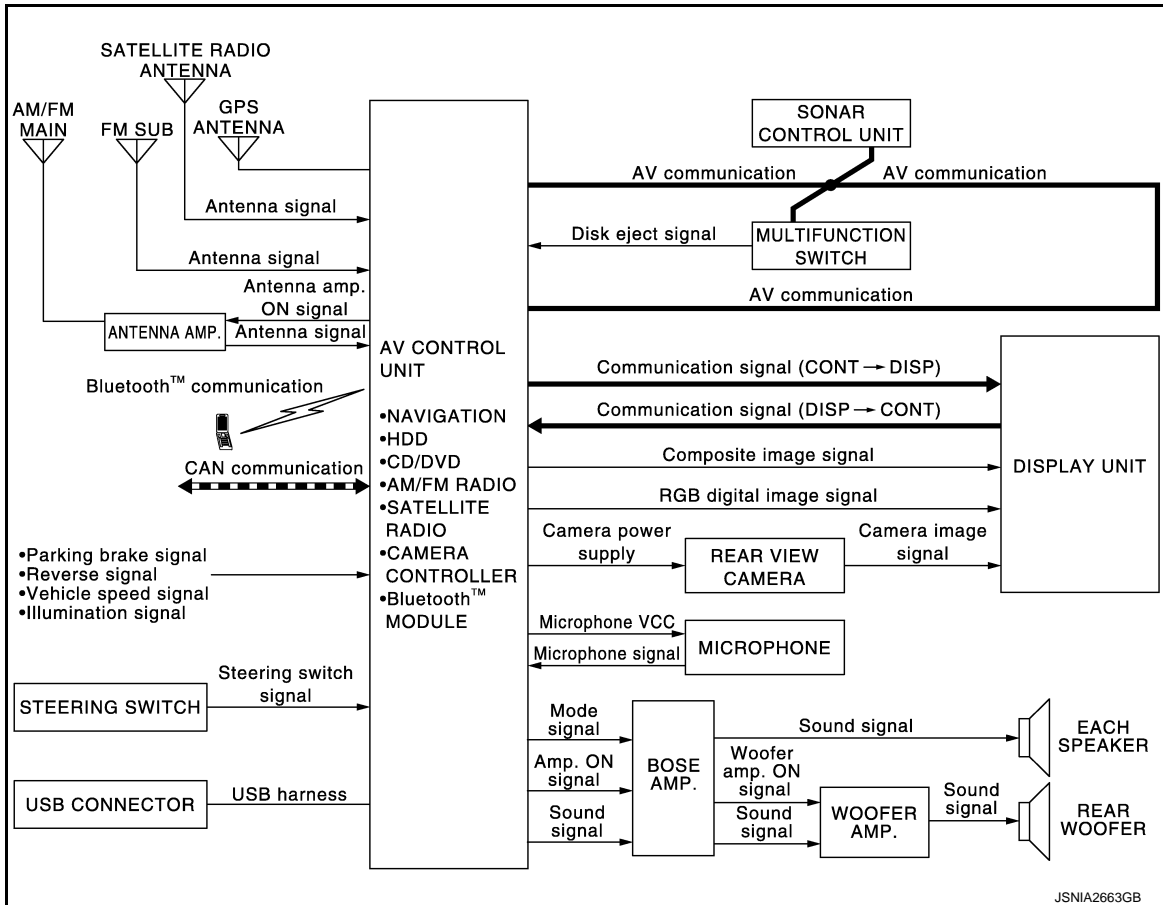 SATELLITE RADIO
ANTENNA
AM/FM
MAIN
FM SUB
GPS
ANTENNA
Antenna signal
Antenna signal
Antenna amp.
ON signal
ANTENNA AMP.
Antenna signal
Bluetooth™ communication
CAN communication
•Parking brake signal
•Reverse signal
•Vehicle speed signal
•Illumination signal
STEERING SWITCH
Steering switch
signal
USB CONNECTOR
USB harness
AV CONTROL
UNIT
•NAVIGATION
•HDD
•CD/DVD
•AM/FM RADIO
•SATELLITE
RADIO
•CAMERA
CONTROLLER
•Bluetooth™
MODULE
SONAR
CONTROL UNIT
AV communication
AV communication
Disk eject signal
MULTIFUNCTION
SWITCH
AV communication
Communication signal (CONT → DISP)
Communication signal (DISP → CONT)
Composite image signal
RGB digital image signal
DISPLAY UNIT
Camera power
supply
REAR VIEW
CAMERA
Camera image
signal
Microphone VCC
Microphone signal
MICROPHONE
Mode
signal
Amp. ON
signal
Sound
signal
BOSE
AMP.
Sound signal
Woofer
amp. ON
signal
Sound
signal
WOOFER
AMP.
Sound
signal
EACH
SPEAKER
REAR
WOOFER
JSNIA2663GB